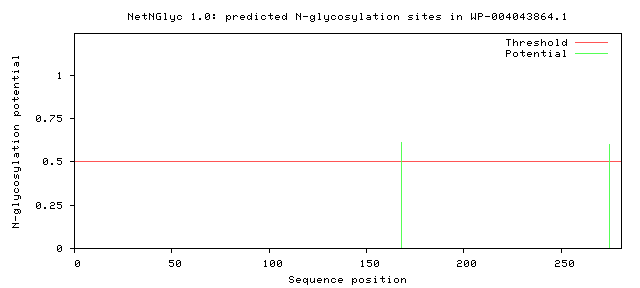 NetNGlyc 1.0: predicted N-glycosylation sites in WP-004043864.1
Threshold
Potential
N-glycosylation potential
1
0.75
0.5
0.25
0
0 50 100 150 200 250
Sequence position